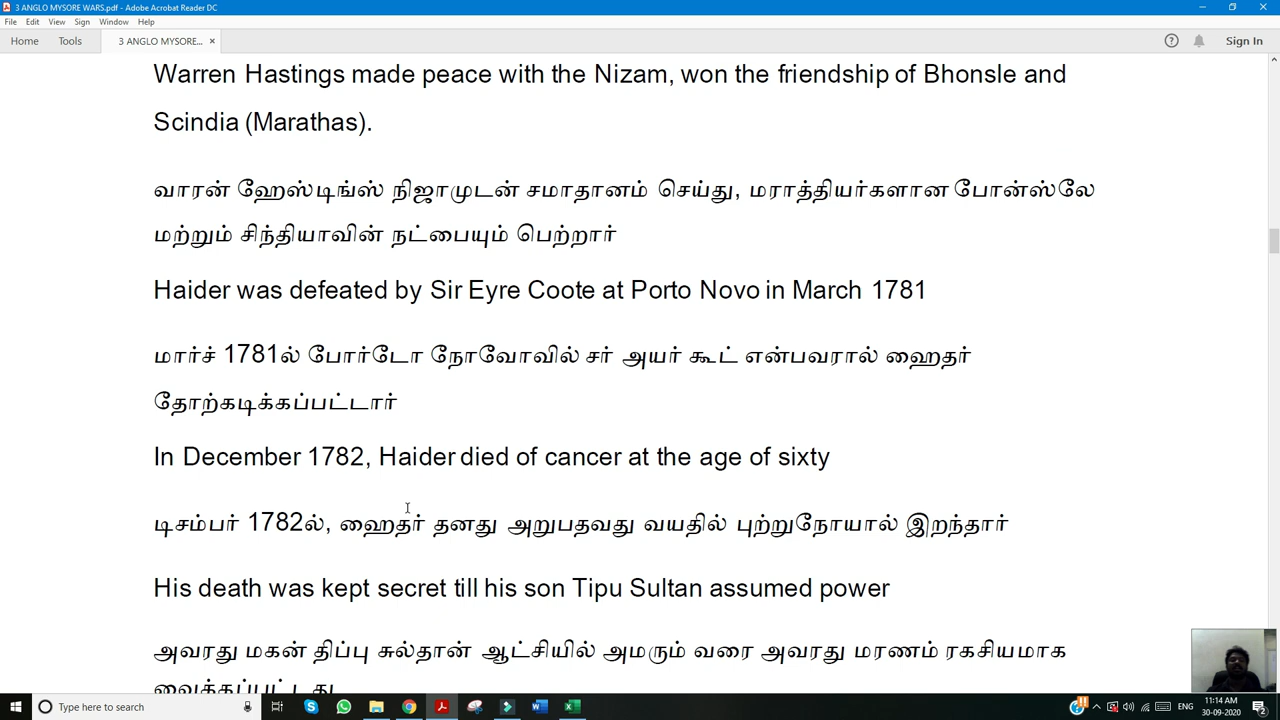 3 ANGLO MYSORE WARS.pdf - Adobe Acrobat Reader DC
File Edit View Sign Window Help
Home Tools 3 ANGLO MYSORE... × Sign In
Warren Hastings made peace with the Nizam, won the friendship of Bhonsle and
Scindia (Marathas).
வாரன் ஹேஸ்டிங்ஸ் நிஜாமுடன் சமாதானம் செய்து, மராத்தியர்களான போன்ஸ்லே
மற்றும் சிந்தியாவின் நட்பையும் பெற்றார்
Haider was defeated by Sir Eyre Coote at Porto Novo in March 1781
மார்ச் 1781ல் போர்டோ நோவோவில் சர் அயர் கூட் என்பவரால் ஹைதர்
தோற்கடிக்கப்பட்டார்
In December 1782, Haider died of cancer at the age of sixty
டிசம்பர் 1782ல், ஹைதர் தனது அறுபதவது வயதில் புற்றுநோயால் இறந்தார்
His death was kept secret till his son Tipu Sultan assumed power
அவரது மகன் திப்பு சுல்தான் ஆட்சியில் அமரும் வரை அவரது மரணம் ரகசியமாக
வைக்கப்பட்டது
Type here to search
ENG
11:14 AM
30-09-2020